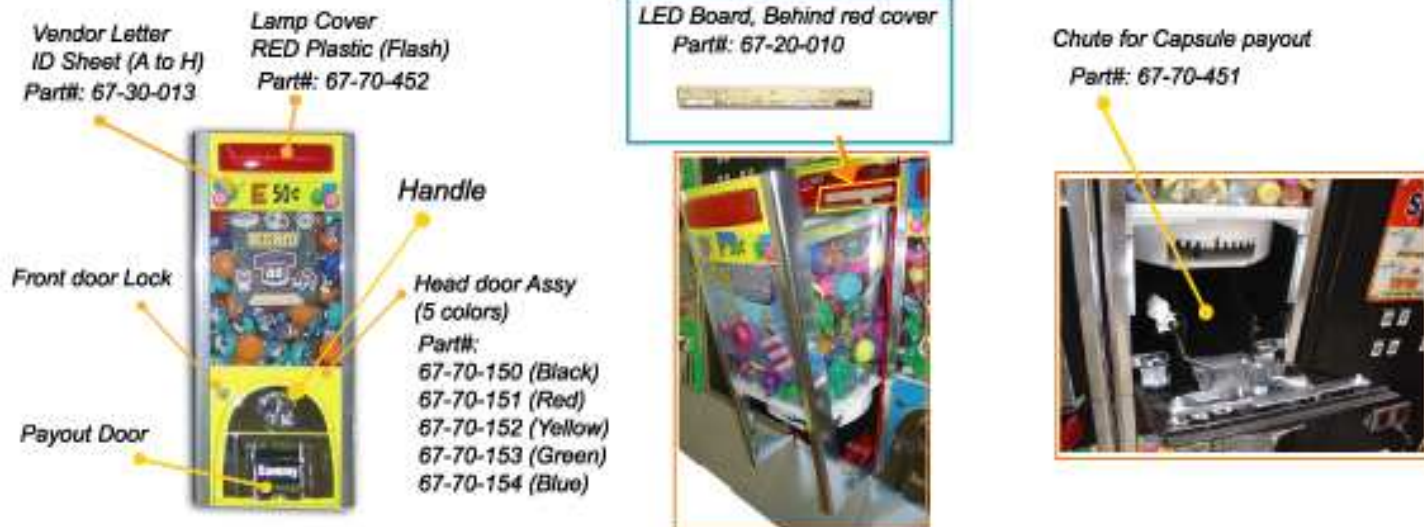 Vendor Letter
ID Sheet (A to H)
Part#: 67-30-013
Lamp Cover
RED Plastic (Flash)
Part#: 67-70-452
LED Board, Behind red cover
Part#: 67-20-010
Chute for Capsule payout
Part#: 67-70-451
E 50¢
Handle
Front door Lock
Head door Assy
(5 colors)
Part#:
67-70-150 (Black)
67-70-151 (Red)
67-70-152 (Yellow)
67-70-153 (Green)
67-70-154 (Blue)
Payout Door